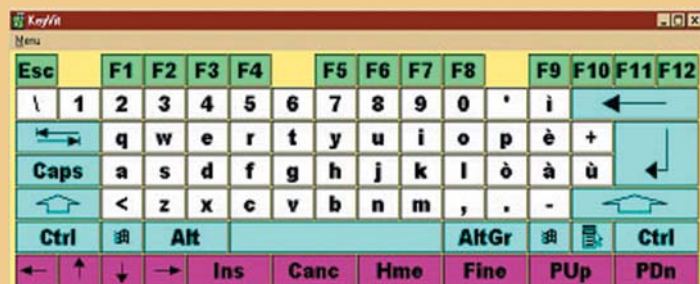 KeyVit
Menu
Esc F1 F2 F3 F4 F5 F6 F7 F8 F9 F10 F11 F12
\ 1 2 3 4 5 6 7 8 9 0 ' ì
q w e r t y u i o p è +
Caps a s d f g h j k l ò à ù
< z x c v b n m , . -
Ctrl Alt AltGr Ctrl
Ins Canc Hme Fine PUp PDn